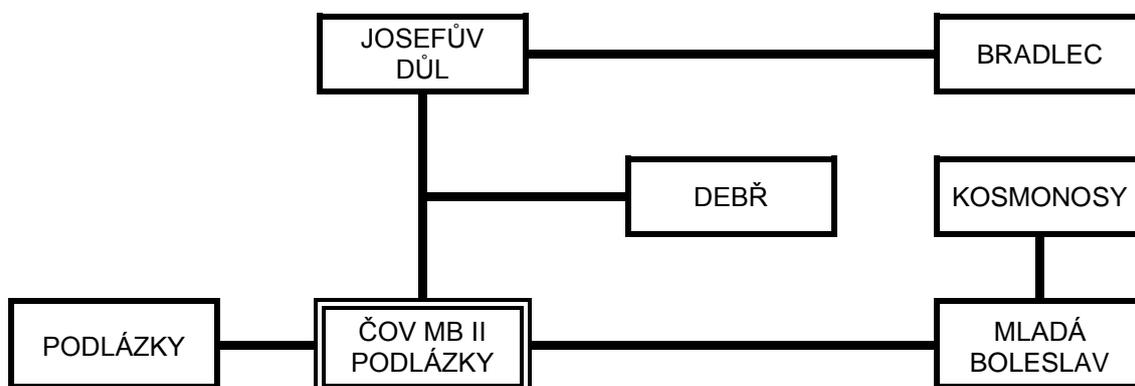 JOSEFŮV
DŮL
BRADLEC
DEBŘ
KOSMONOSY
PODLÁZKY
ČOV MB II
PODLÁZKY
MLADÁ
BOLESLAV